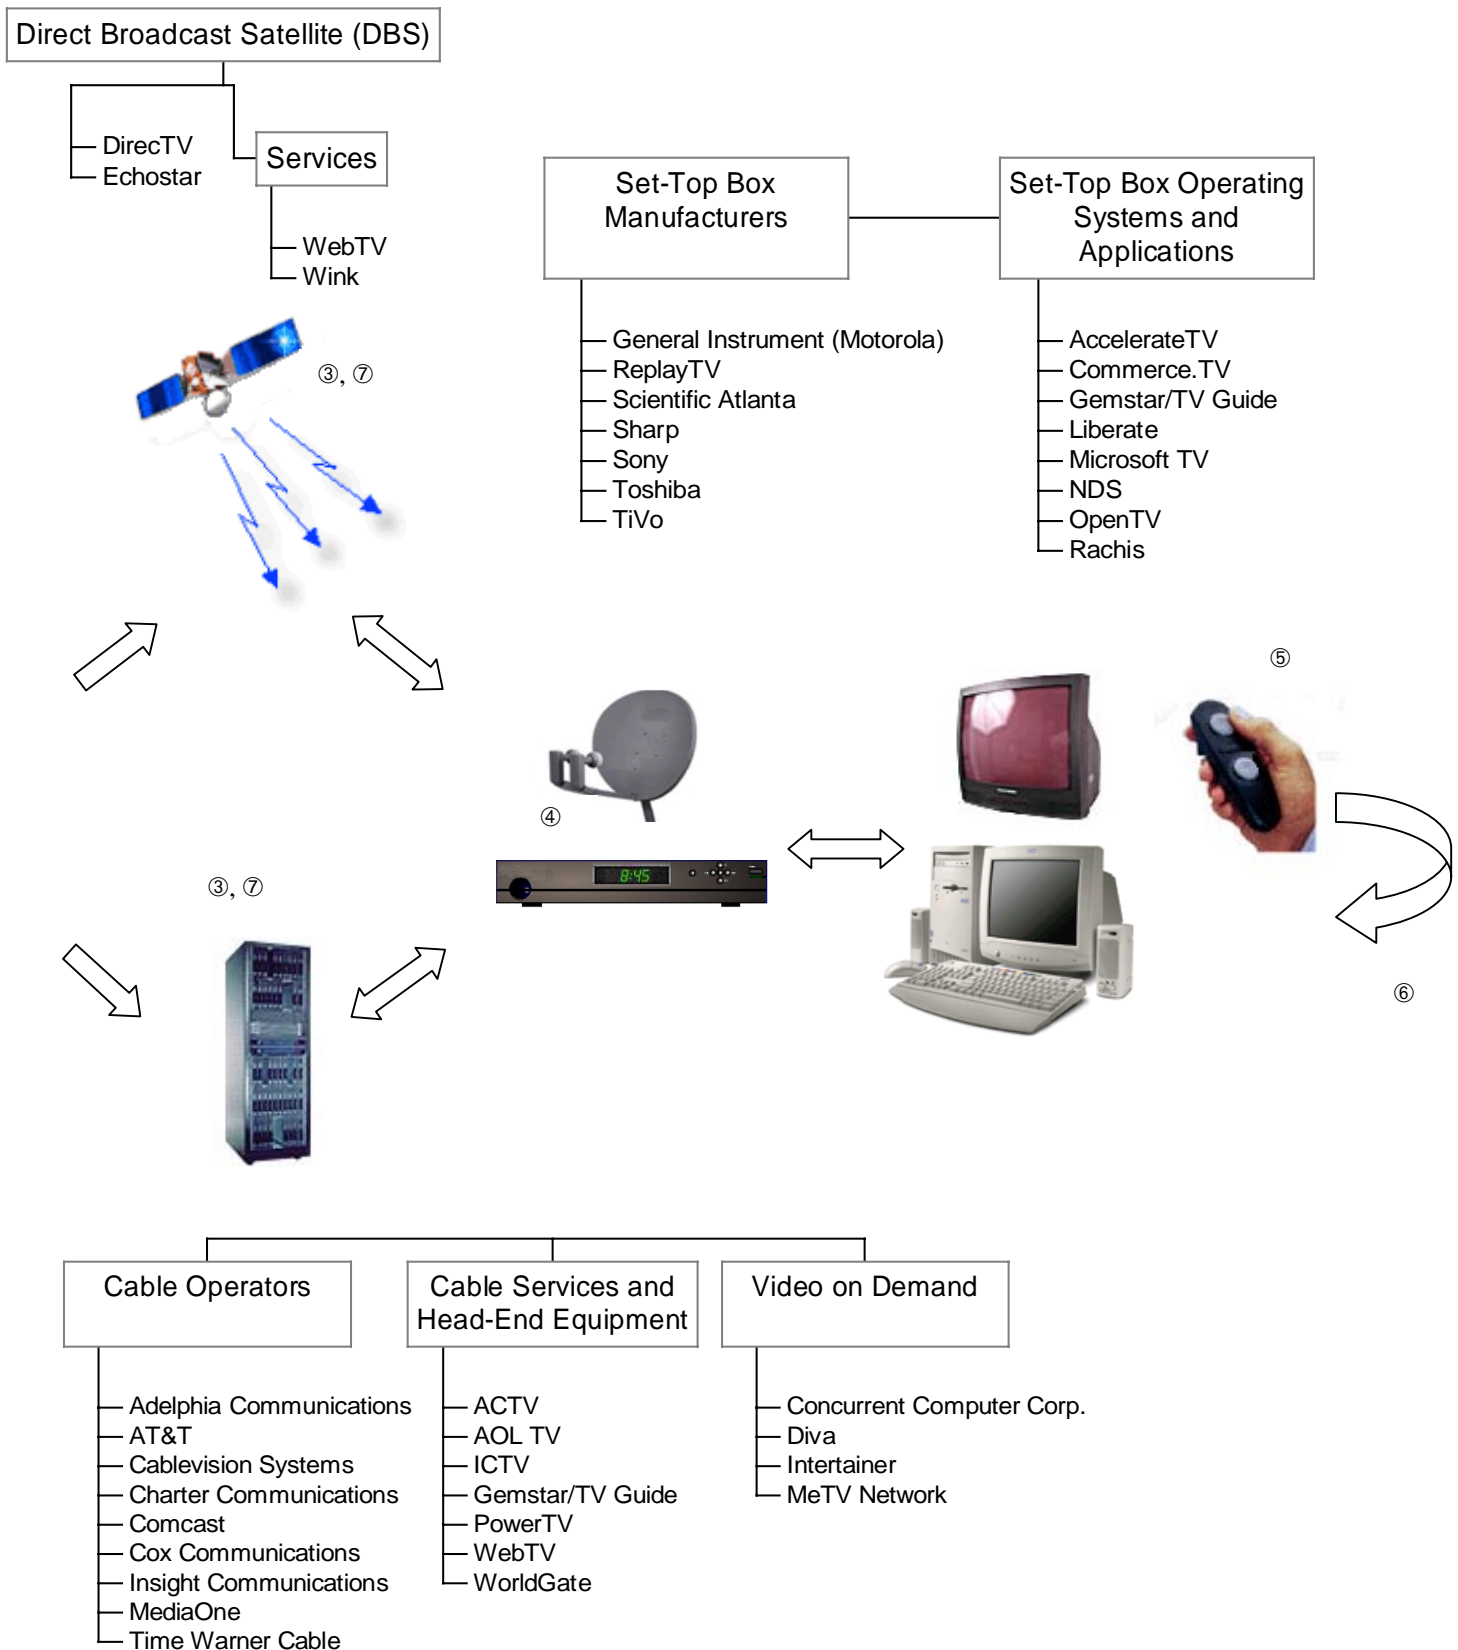 Direct Broadcast Satellite (DBS)
DirecTV
Echostar
Services
WebTV
Wink
Set-Top Box
Manufacturers
General Instrument (Motorola)
ReplayTV
Scientific Atlanta
Sharp
Sony
Toshiba
TiVo
Set-Top Box Operating
Systems and
Applications
AccelerateTV
Commerce.TV
Gemstar/TV Guide
Liberate
Microsoft TV
NDS
OpenTV
Rachis
③, ⑦
⑤
④
8:45
③, ⑦
⑥
Cable Operators
Adelphia Communications
AT&T
Cablevision Systems
Charter Communications
Comcast
Cox Communications
Insight Communications
MediaOne
Time Warner Cable
Cable Services and
Head-End Equipment
ACTV
AOL TV
ICTV
Gemstar/TV Guide
PowerTV
WebTV
WorldGate
Video on Demand
Concurrent Computer Corp.
Diva
Intertainer
MeTV Network